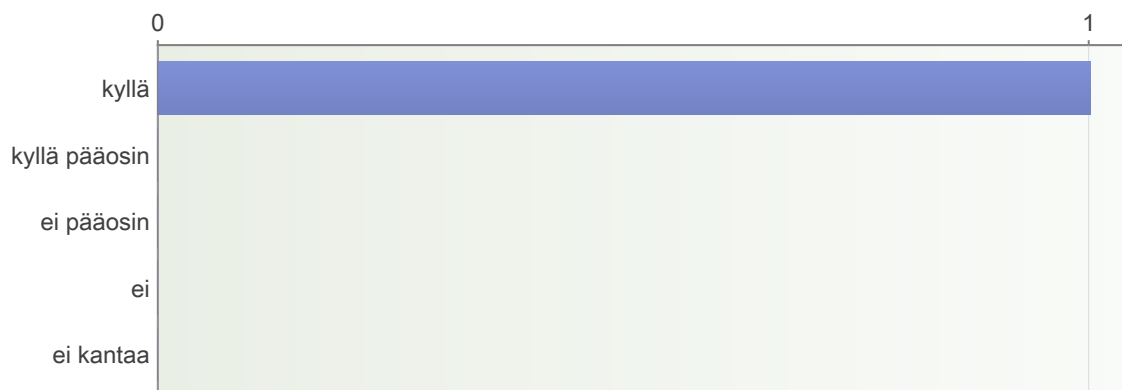 0 1
kyllä
kyllä pääosin
ei pääosin
ei
ei kantaa